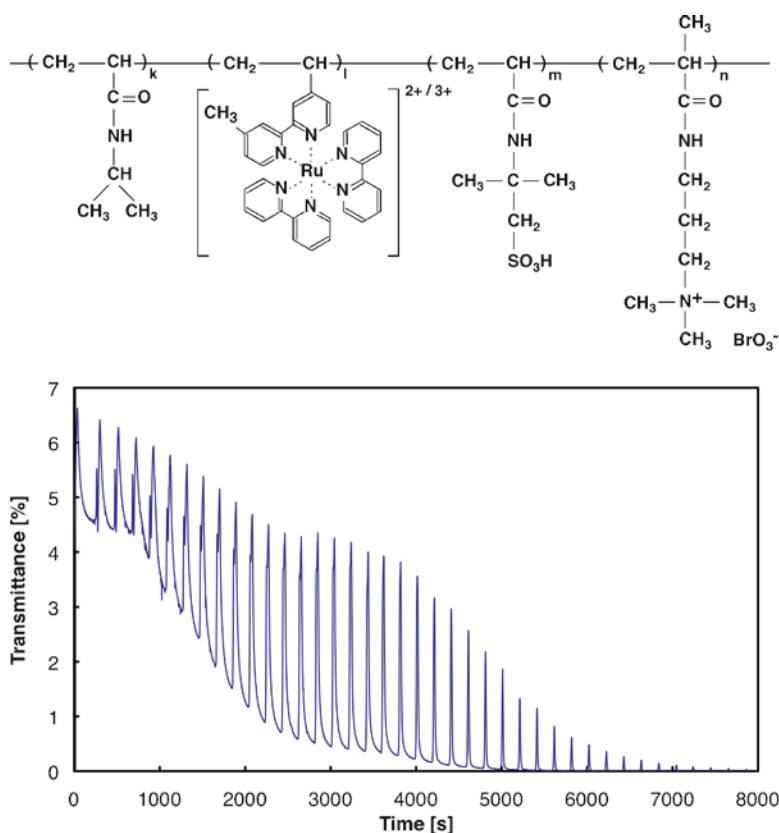 ( CH₂ — CH )k ( CH₂ — CH )l ( CH₂ — CH )m ( CH₂ — CH )n
CH₃
C=O C=O C=O
2+ / 3+
CH₃
NH NH NH
N N N
Ru
N N N
CH CH₃ C CH₃ CH₂
CH₃ CH₃ CH₂ CH₂
SO₃H CH₂
CH₃ N⁺ CH₃
CH₃ BrO₃⁻
Transmittance [%]
7
6
5
4
3
2
1
0
0 1000 2000 3000 4000 5000 6000 7000 8000
Time [s]